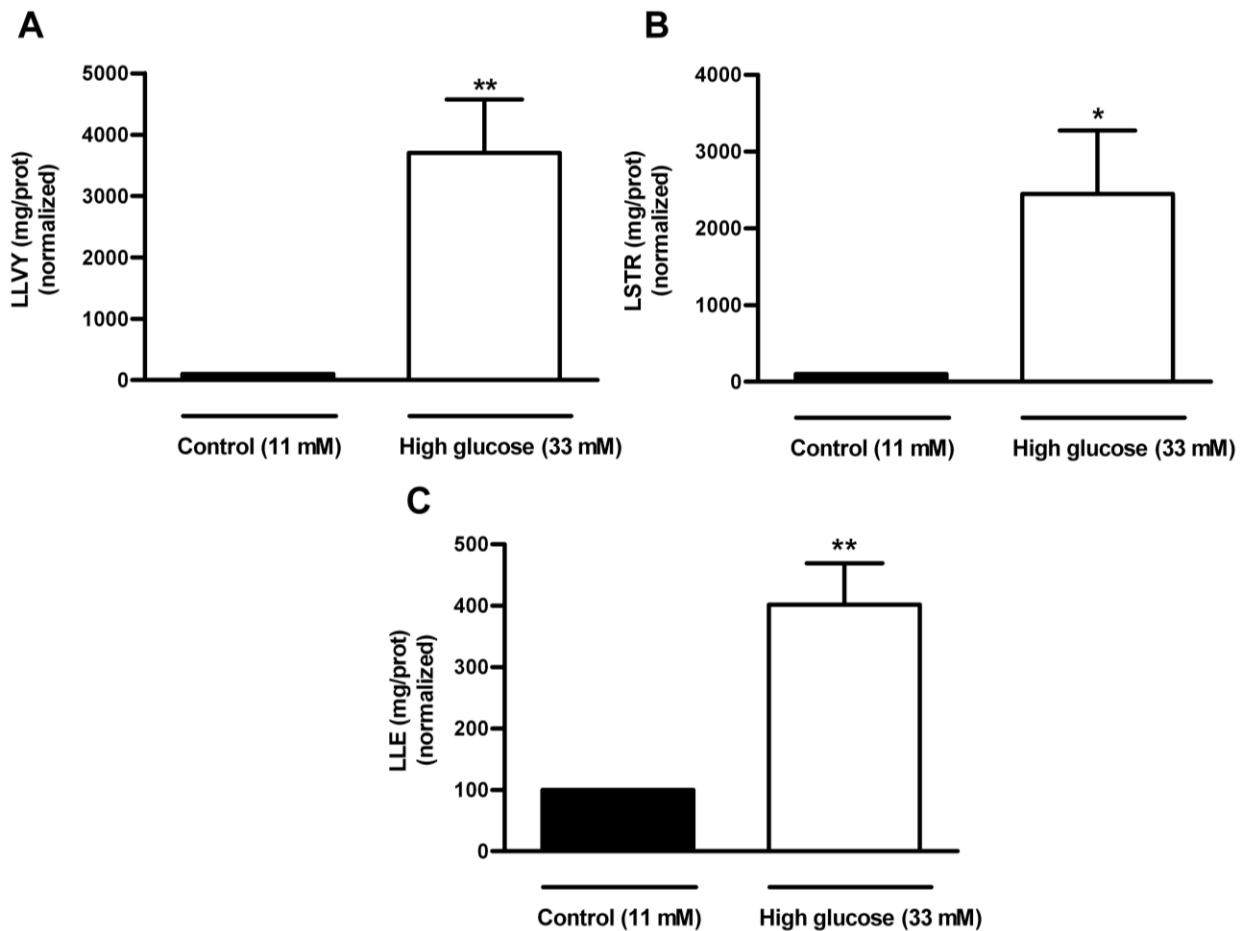 A
LLVY (mg/prot)
(normalized)
5000
4000
3000
2000
1000
0
**
Control (11 mM)
High glucose (33 mM)
B
LSTR (mg/prot)
(normalized)
4000
3000
2000
1000
0
*
Control (11 mM)
High glucose (33 mM)
C
LLE (mg/prot)
(normalized)
500
400
300
200
100
0
**
Control (11 mM)
High glucose (33 mM)